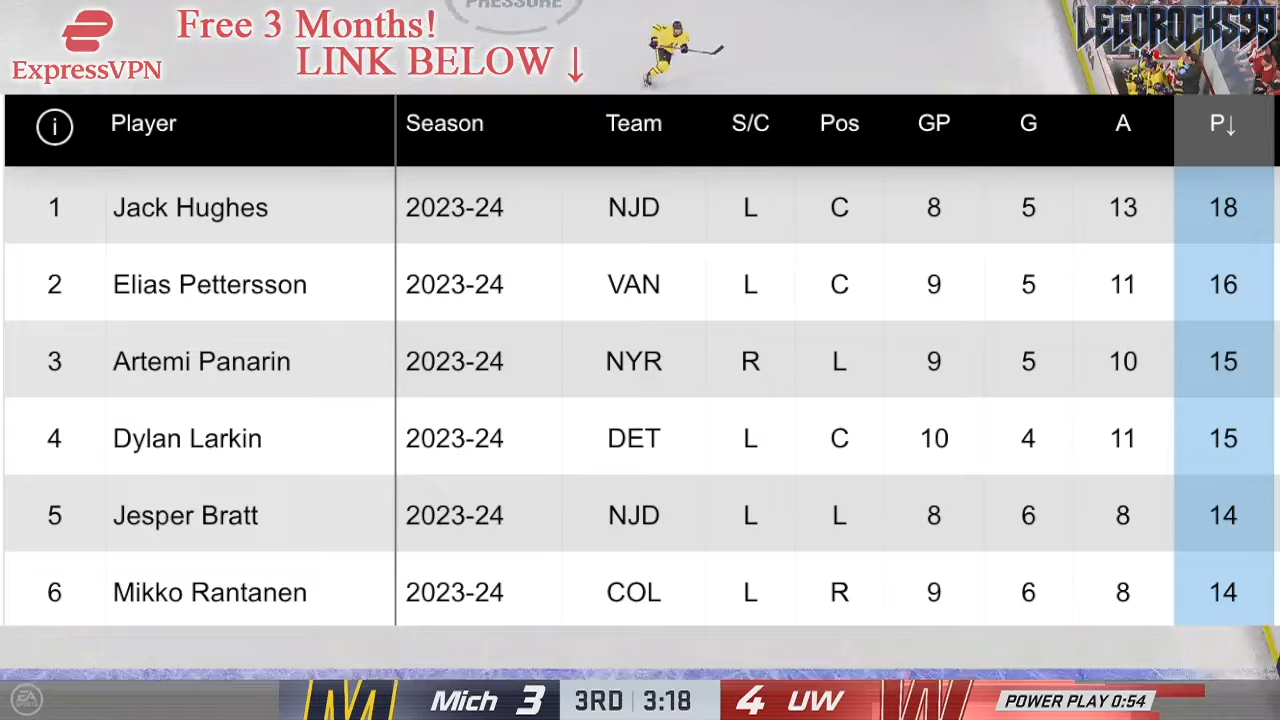 PRESSURE
Free 3 Months!
LINK BELOW ↓
ExpressVPN
LEGOROCKS99
i Player Season Team S/C Pos GP G A P↓
1 Jack Hughes 2023-24 NJD L C 8 5 13 18
2 Elias Pettersson 2023-24 VAN L C 9 5 11 16
3 Artemi Panarin 2023-24 NYR R L 9 5 10 15
4 Dylan Larkin 2023-24 DET L C 10 4 11 15
5 Jesper Bratt 2023-24 NJD L L 8 6 8 14
6 Mikko Rantanen 2023-24 COL L R 9 6 8 14
EA SPORTS M Mich 3 3RD 3:18 4 UW W POWER PLAY 0:54